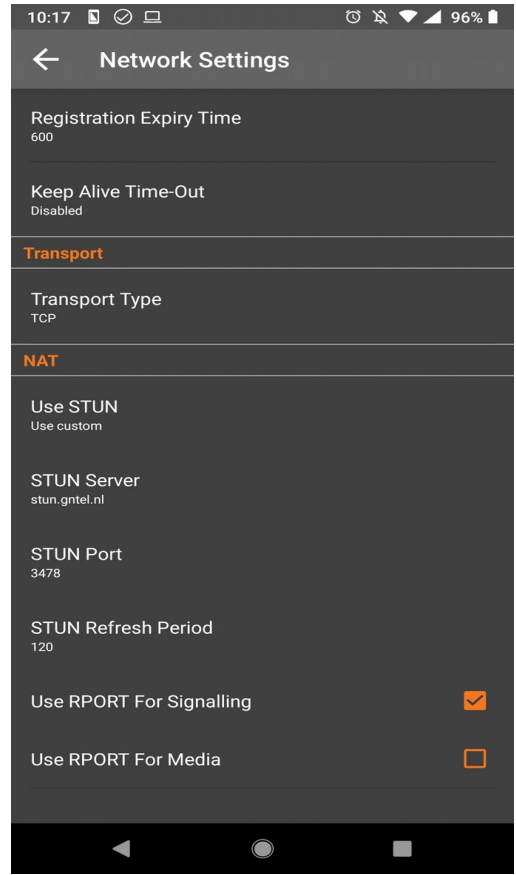 10:17 96%
Network Settings
Registration Expiry Time
600
Keep Alive Time-Out
Disabled
Transport
Transport Type
TCP
NAT
Use STUN
Use custom
STUN Server
stun.gntel.nl
STUN Port
3478
STUN Refresh Period
120
Use RPORT For Signalling
Use RPORT For Media